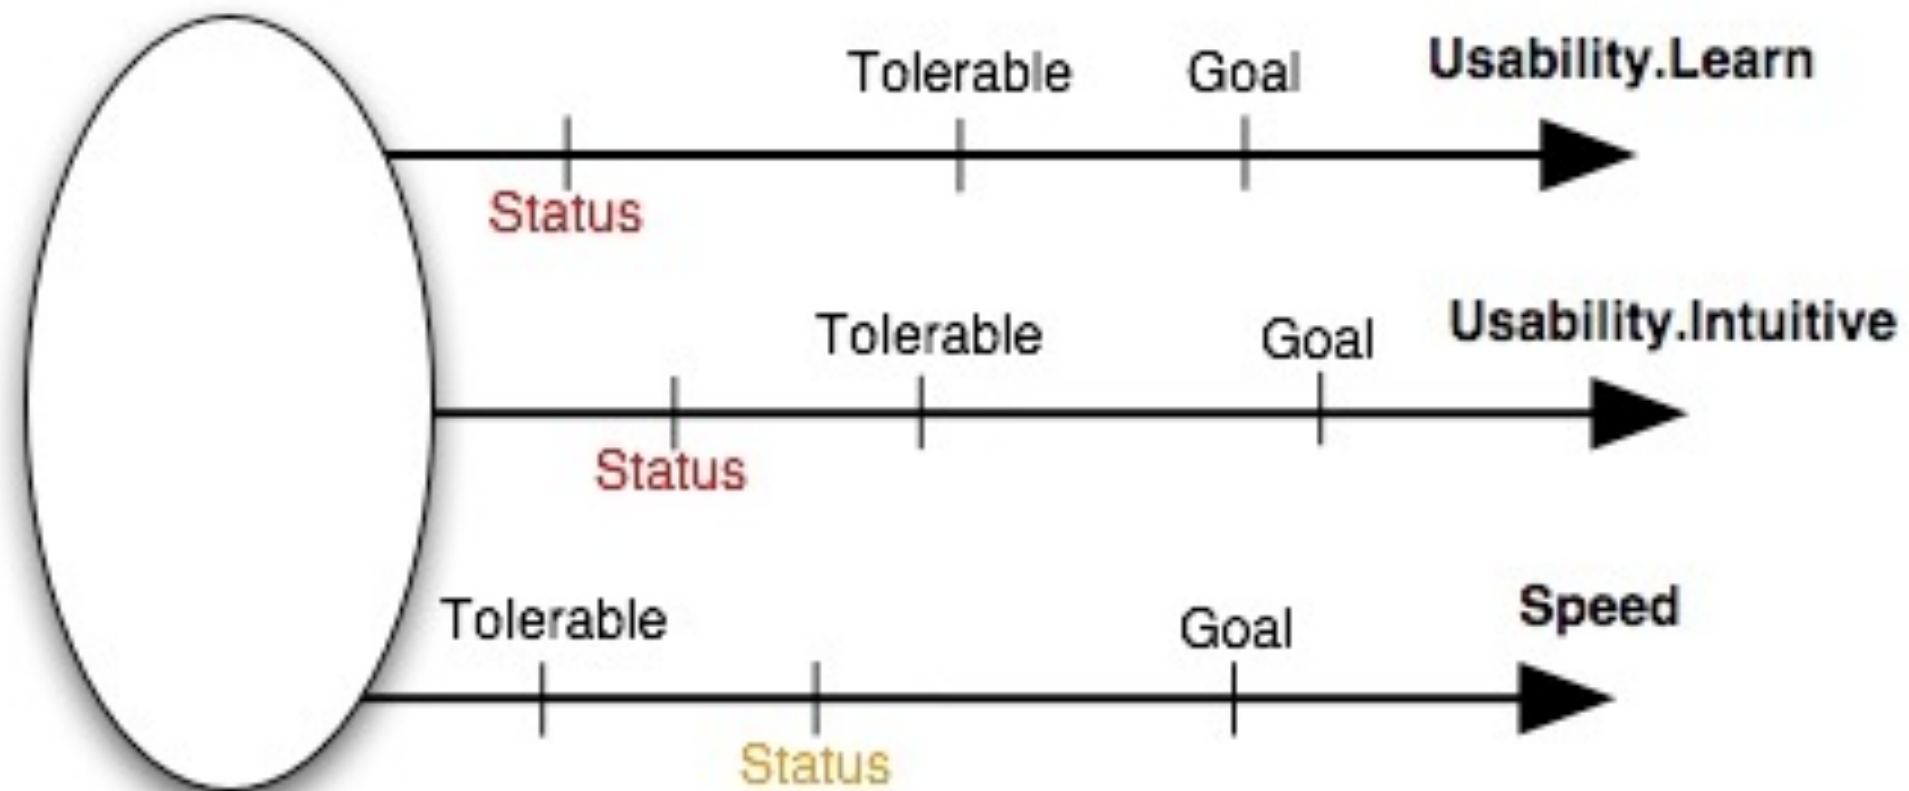 Tolerable Goal Usability.Learn
Status
Tolerable Goal Usability.Intuitive
Status
Tolerable Goal Speed
Status